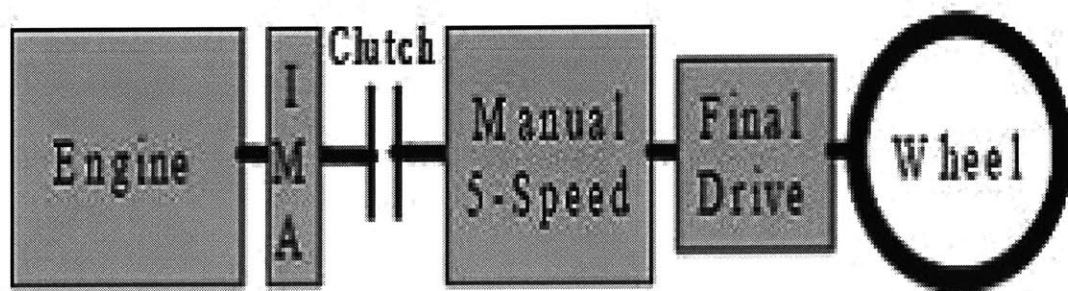 Engine
I
M
A
Clutch
Manual
5-Speed
Final
Drive
Wheel